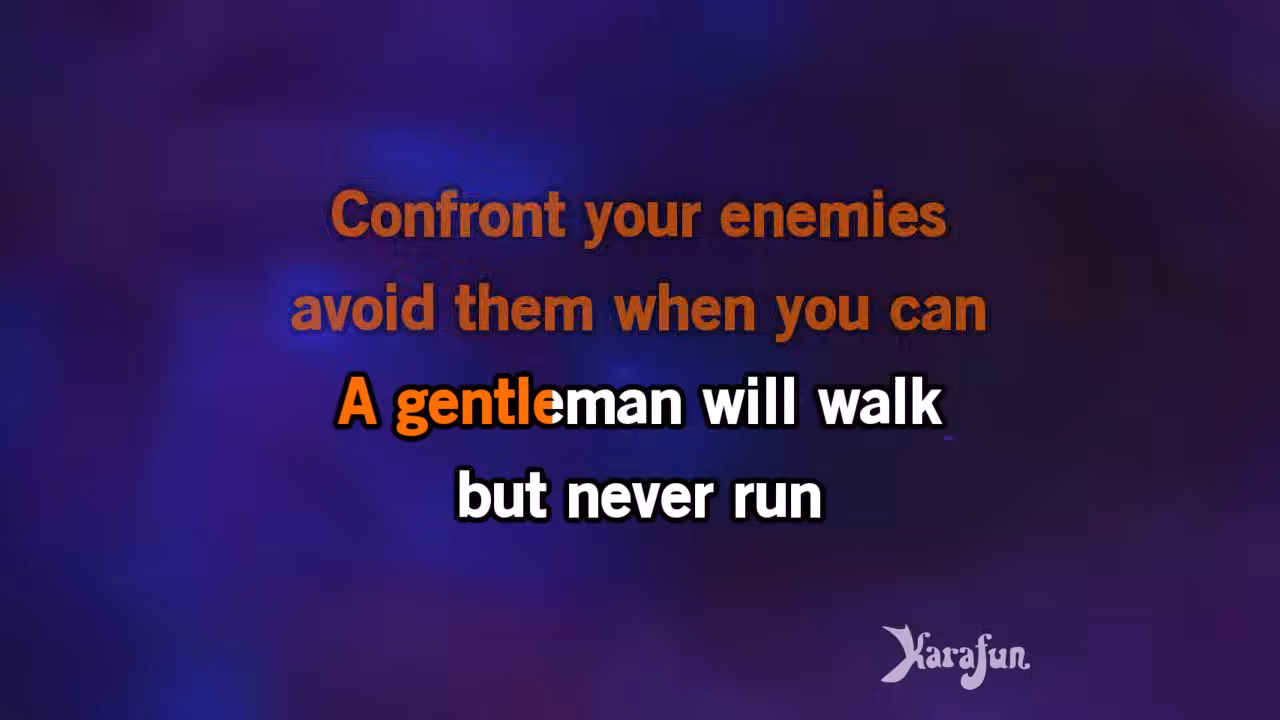 Confront your enemies
avoid them when you can
A gentleman will walk
but never run
Karafun